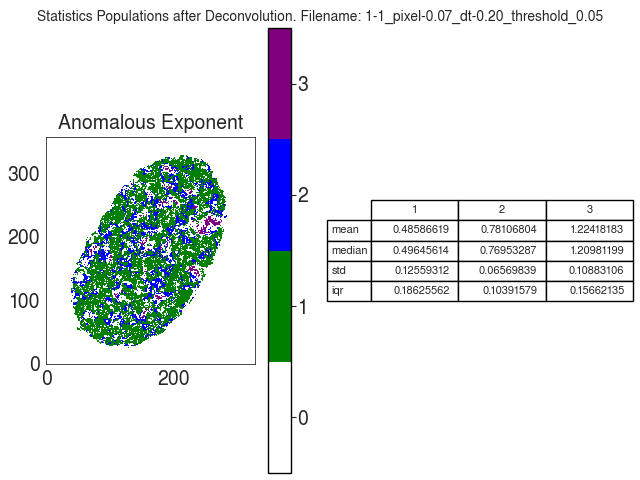 Statistics Populations after Deconvolution. Filename: 1-1_pixel-0.07_dt-0.20_threshold_0.05
Anomalous Exponent
300
200
100
0
0 200
3
2
1
0
1 2 3
mean 0.48586619 0.78106804 1.22418183
median 0.49645614 0.76953287 1.20981199
std 0.12559312 0.06569839 0.10883106
iqr 0.18625562 0.10391579 0.15662135